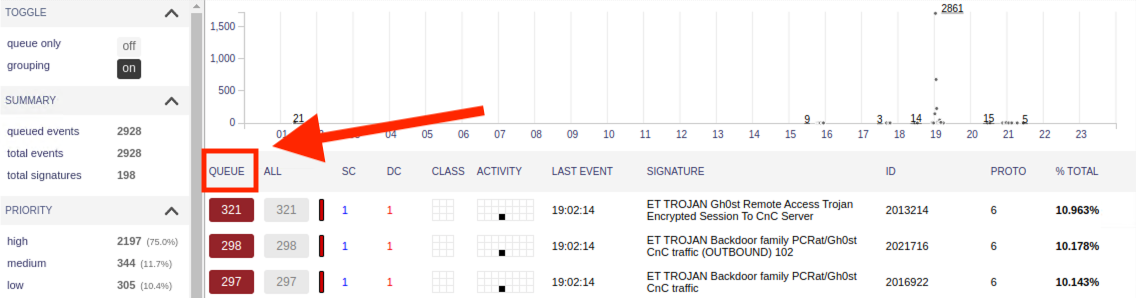 TOGGLE
queue only off
grouping on
SUMMARY
queued events 2928
total events 2928
total signatures 198
PRIORITY
high 2197 (75.0%)
medium 344 (11.7%)
low 305 (10.4%)
2861
1,500
1,000
500
0
21 9 3 14 15 5
01 04 05 06 07 08 09 10 11 12 13 14 15 16 17 18 19 20 21 22 23
QUEUE ALL SC DC CLASS ACTIVITY LAST EVENT SIGNATURE ID PROTO % TOTAL
321 321 1 1 19:02:14 ET TROJAN Gh0st Remote Access Trojan 2013214 6 10.963%
Encrypted Session To CnC Server
298 298 1 1 19:02:14 ET TROJAN Backdoor family PCRat/Gh0st 2021716 6 10.178%
CnC traffic (OUTBOUND) 102
297 297 1 1 19:02:14 ET TROJAN Backdoor family PCRat/Gh0st 2016922 6 10.143%
CnC traffic